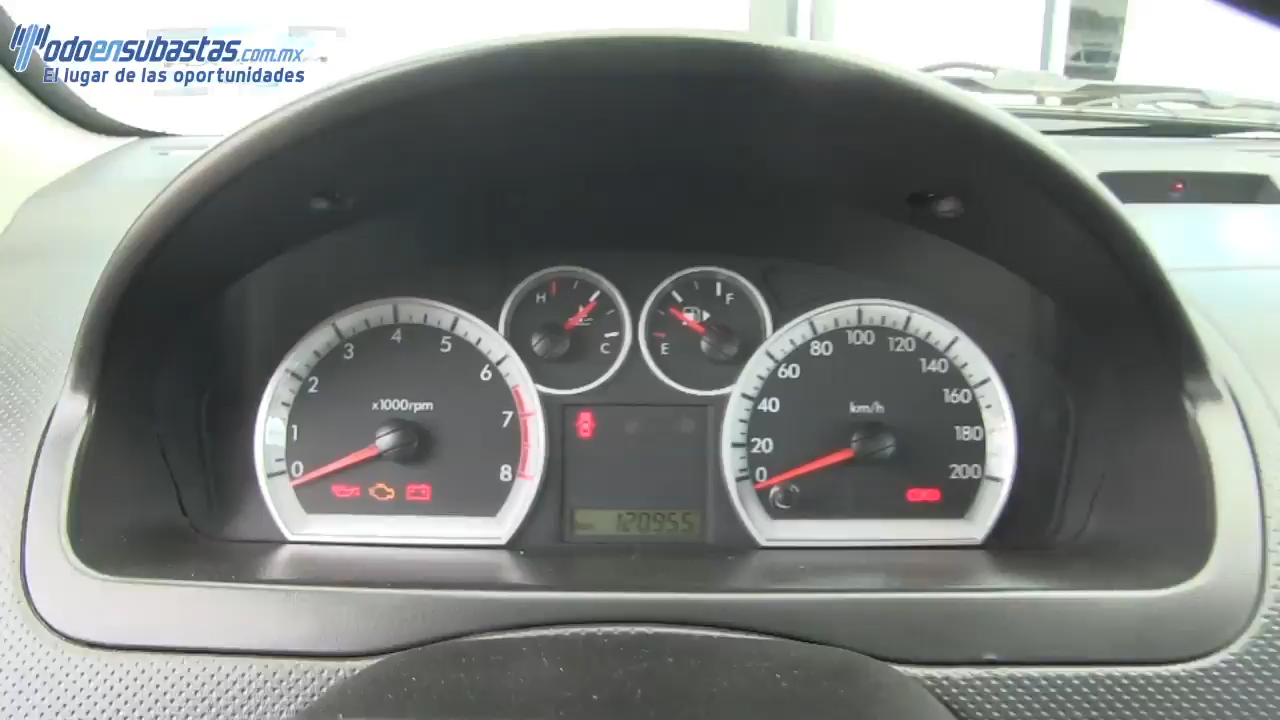 Todoensubastas.com.mx
El lugar de las oportunidades
0
1
2
3
4
5
6
7
8
x1000rpm
H
C
F
E
120955
0
20
40
60
80
100
120
140
160
180
200
km/h